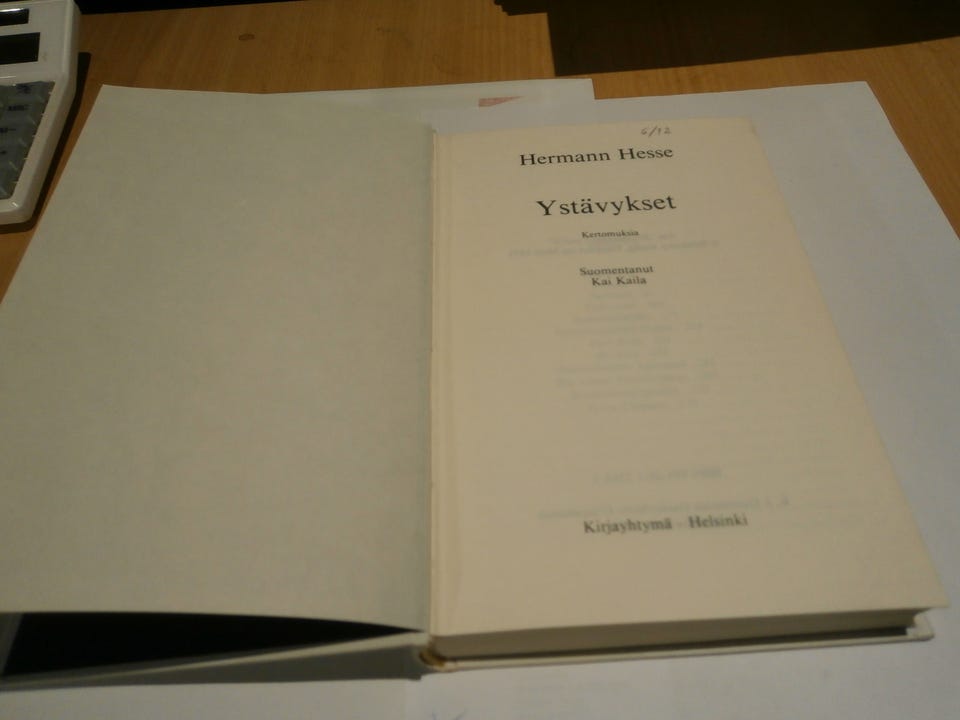 6/12
Hermann Hesse
Ystävykset
Kertomuksia
Suomentanut
Kai Kaila
Kirjayhtymä Helsinki